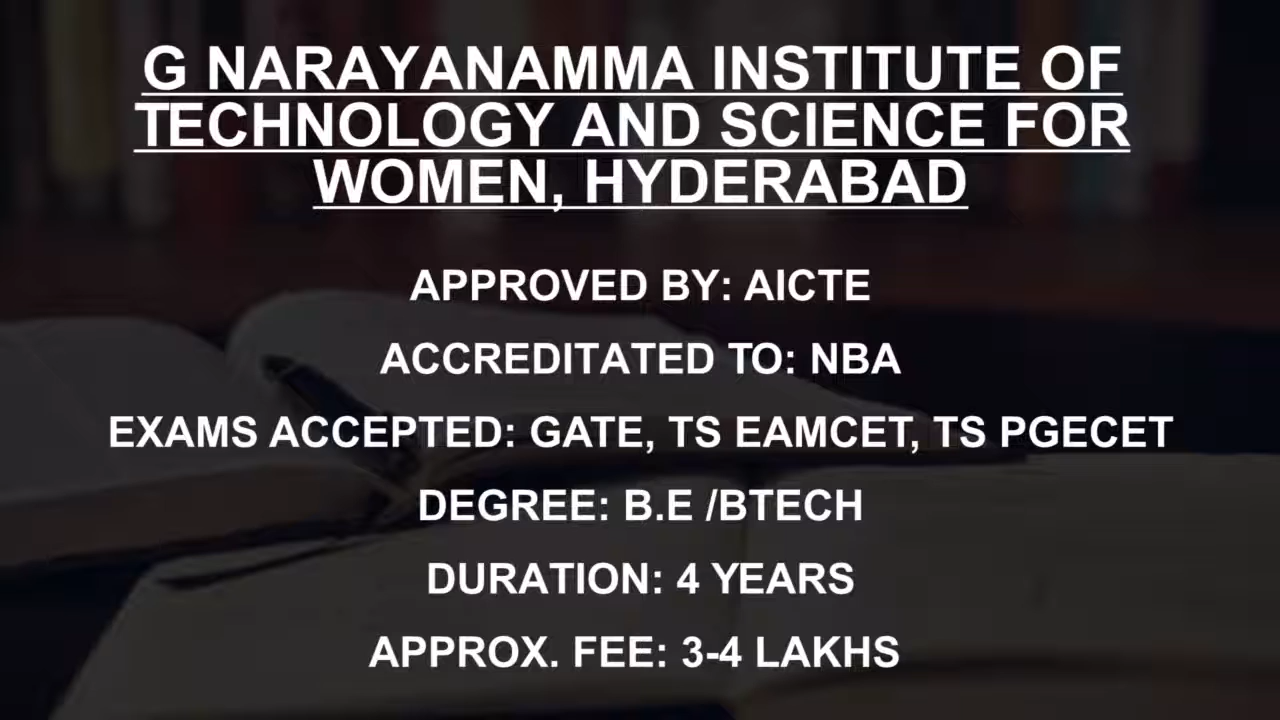 G NARAYANAMMA INSTITUTE OF
TECHNOLOGY AND SCIENCE FOR
WOMEN, HYDERABAD
APPROVED BY: AICTE
ACCREDITATED TO: NBA
EXAMS ACCEPTED: GATE, TS EAMCET, TS PGECET
DEGREE: B.E /BTECH
DURATION: 4 YEARS
APPROX. FEE: 3-4 LAKHS